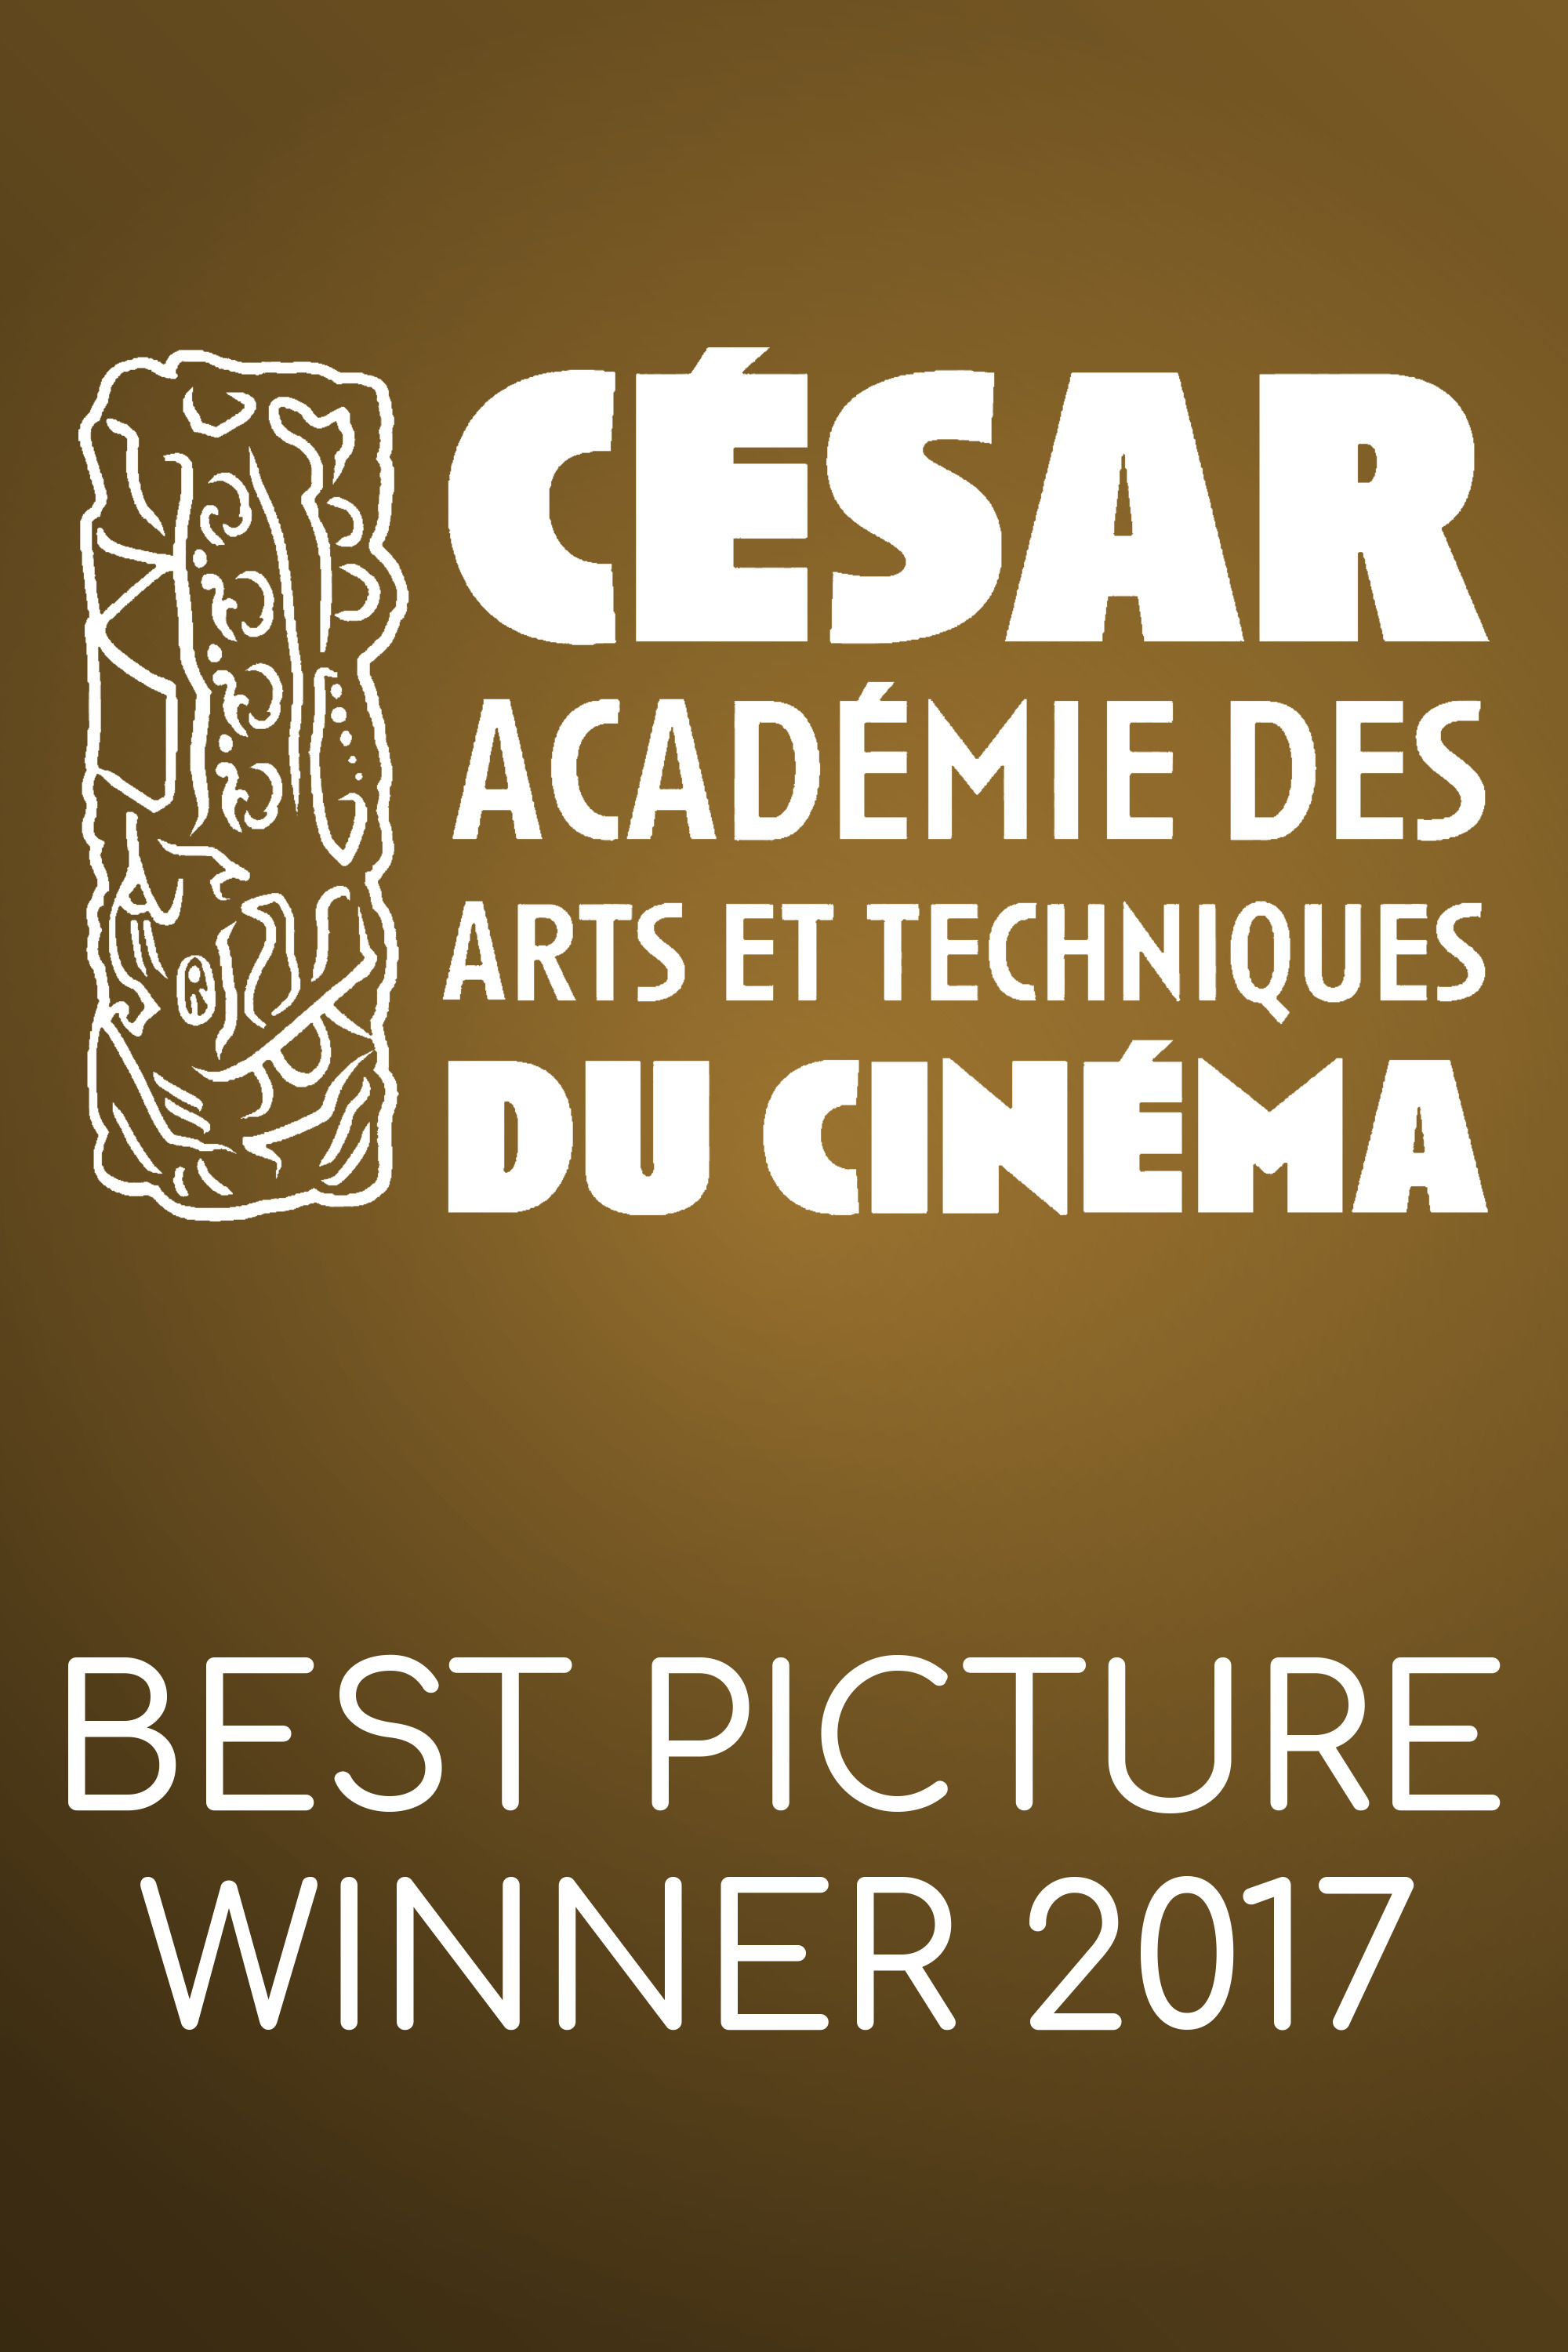 CÉSAR
ACADÉMIE DES
ARTS ET TECHNIQUES
DU CINÉMA
BEST PICTURE
WINNER 2017